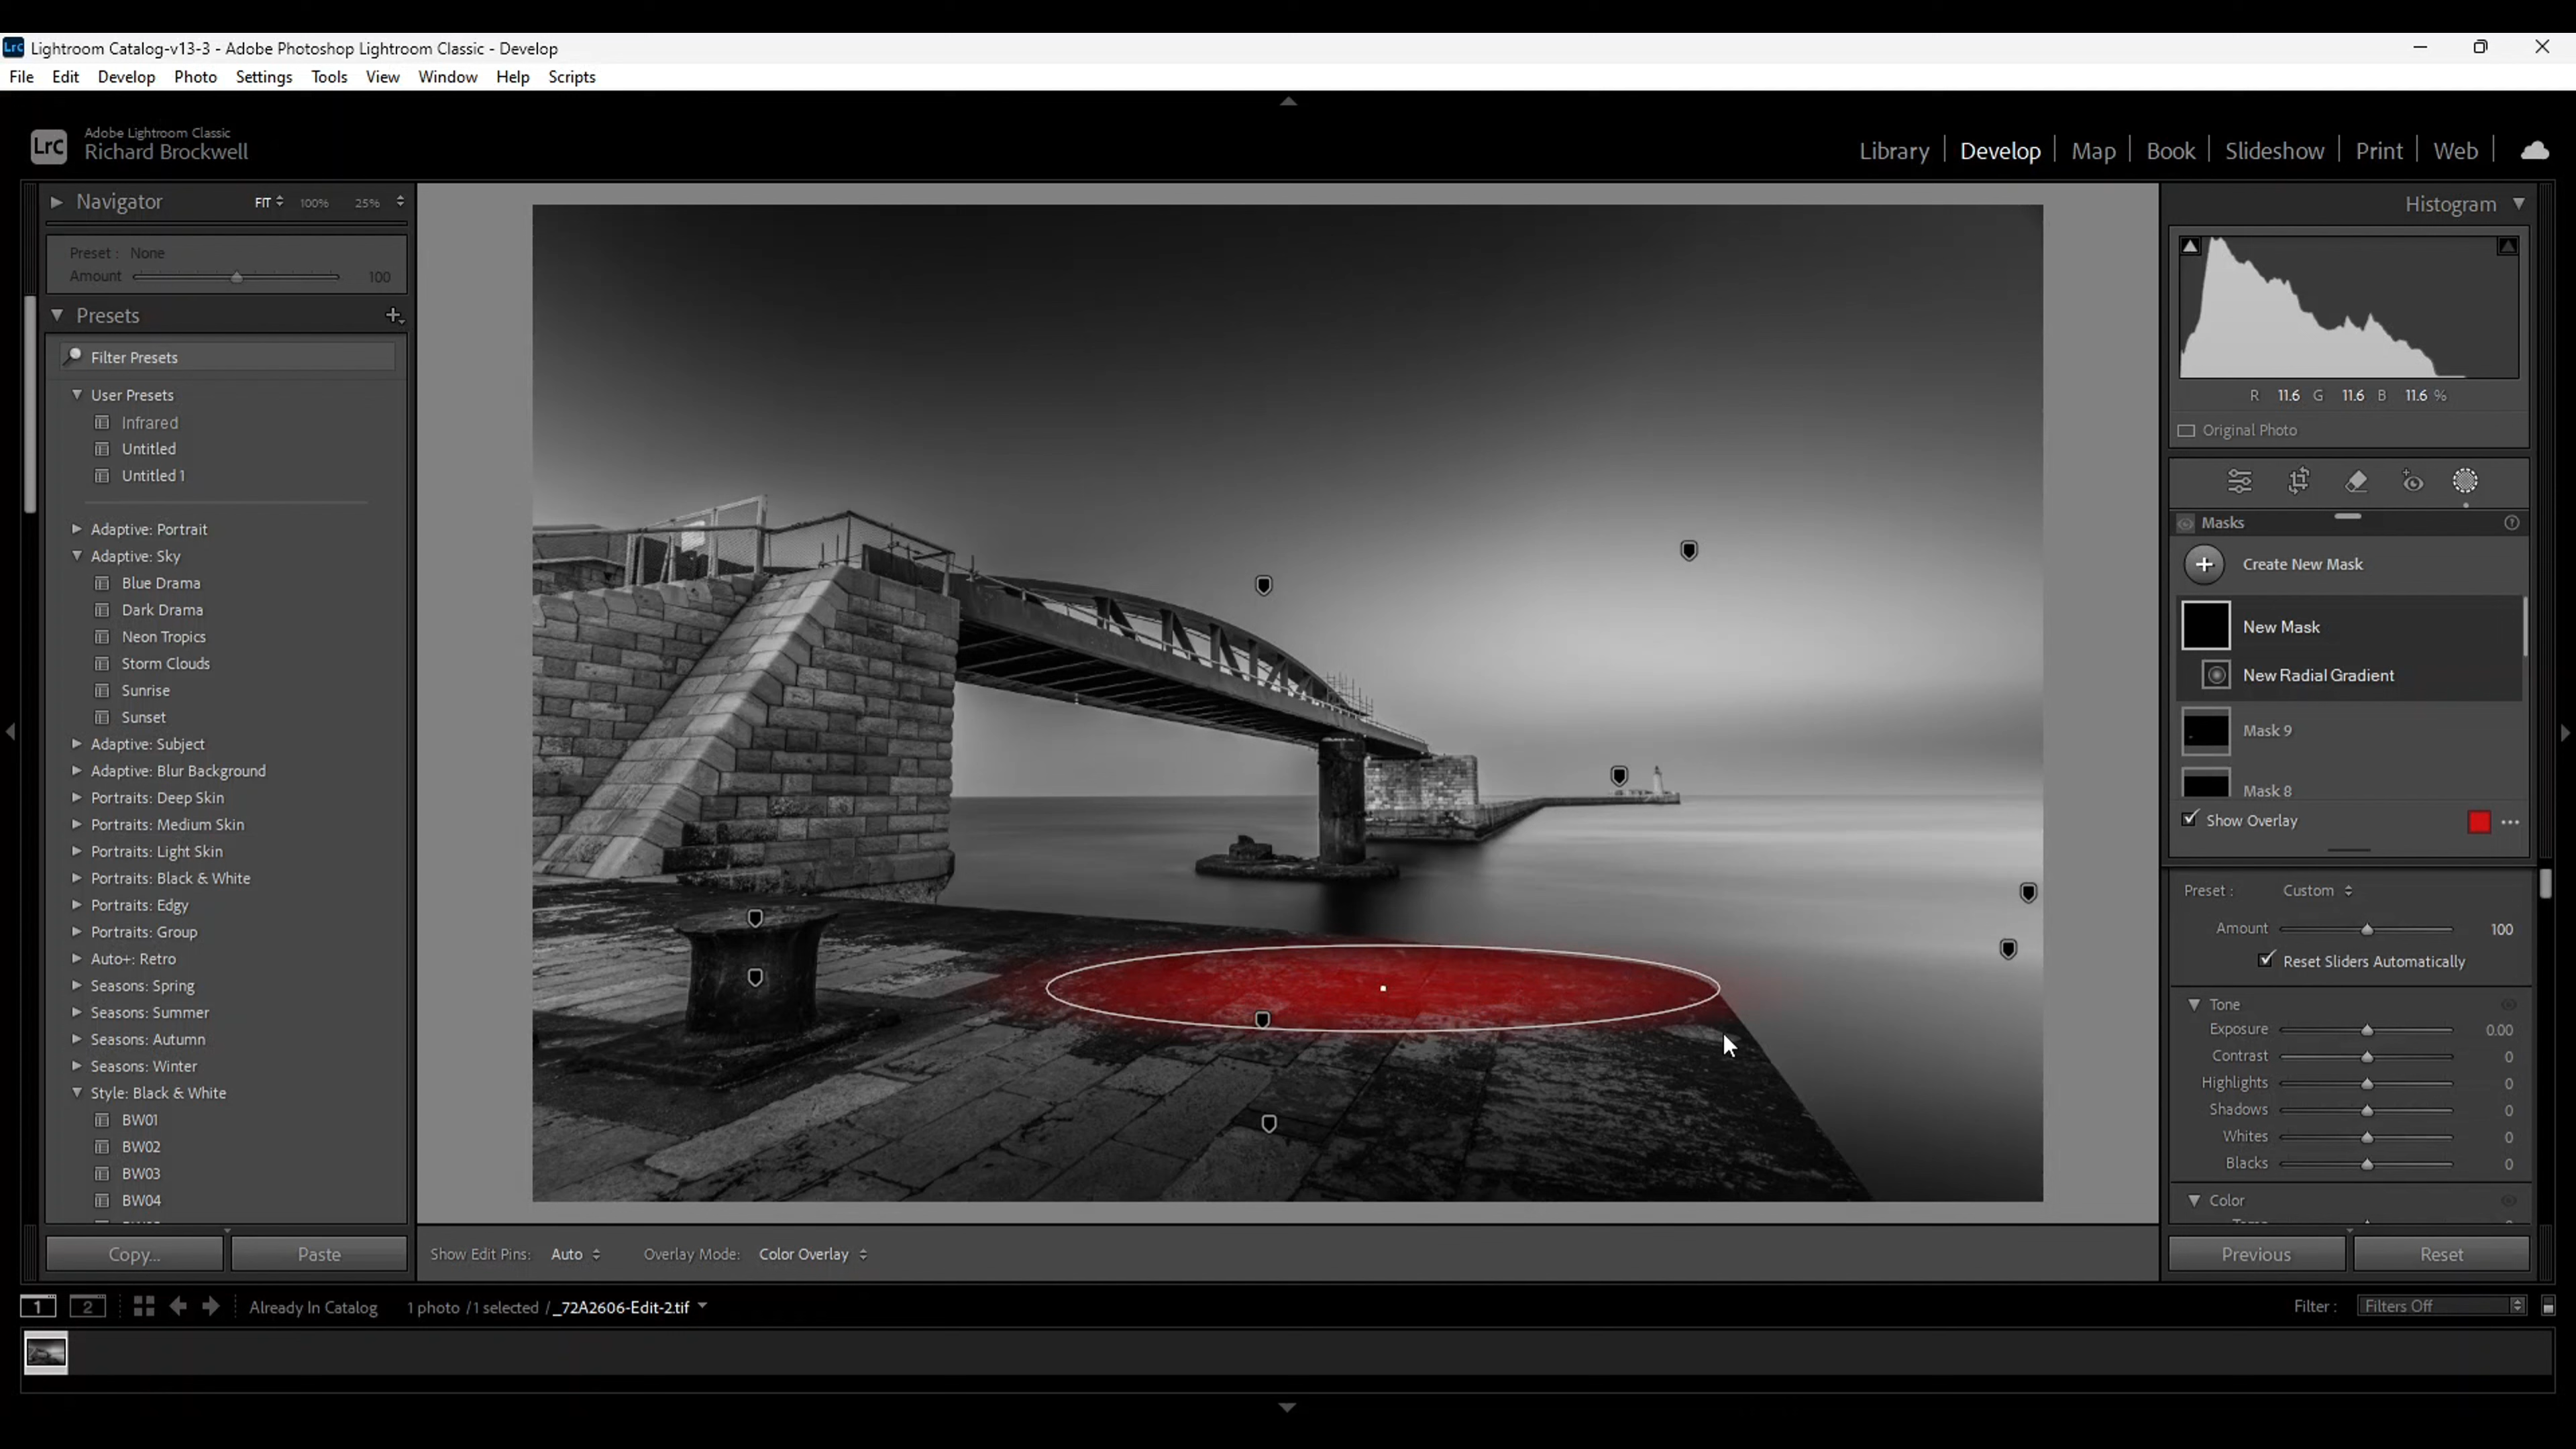 Lrc Lightroom Catalog-v13-3 - Adobe Photoshop Lightroom Classic - Develop
File Edit Develop Photo Settings Tools View Window Help Scripts
LrC Adobe Lightroom Classic
Richard Brockwell
Library | Develop | Map | Book | Slideshow | Print | Web |
Navigator FIT 100% 25%
Preset : None
Amount 100
Presets
Filter Presets
User Presets
Infrared
Untitled
Untitled 1
Adaptive: Portrait
Adaptive: Sky
Blue Drama
Dark Drama
Neon Tropics
Storm Clouds
Sunrise
Sunset
Adaptive: Subject
Adaptive: Blur Background
Portraits: Deep Skin
Portraits: Medium Skin
Portraits: Light Skin
Portraits: Black & White
Portraits: Edgy
Portraits: Group
Auto+: Retro
Seasons: Spring
Seasons: Summer
Seasons: Autumn
Seasons: Winter
Style: Black & White
BW01
BW02
BW03
BW04
Copy... Paste
Show Edit Pins: Auto Overlay Mode: Color Overlay
Histogram
R 11.6 G 11.6 B 11.6 %
Original Photo
Masks
Create New Mask
New Mask
New Radial Gradient
Mask 9
Mask 8
Show Overlay
Preset : Custom
Amount 100
Reset Sliders Automatically
Tone
Exposure 0.00
Contrast 0
Highlights 0
Shadows 0
Whites 0
Blacks 0
Color
Previous Reset
1 2 Already In Catalog 1 photo / 1 selected / _72A2606-Edit-2.tif
Filter : Filters Off